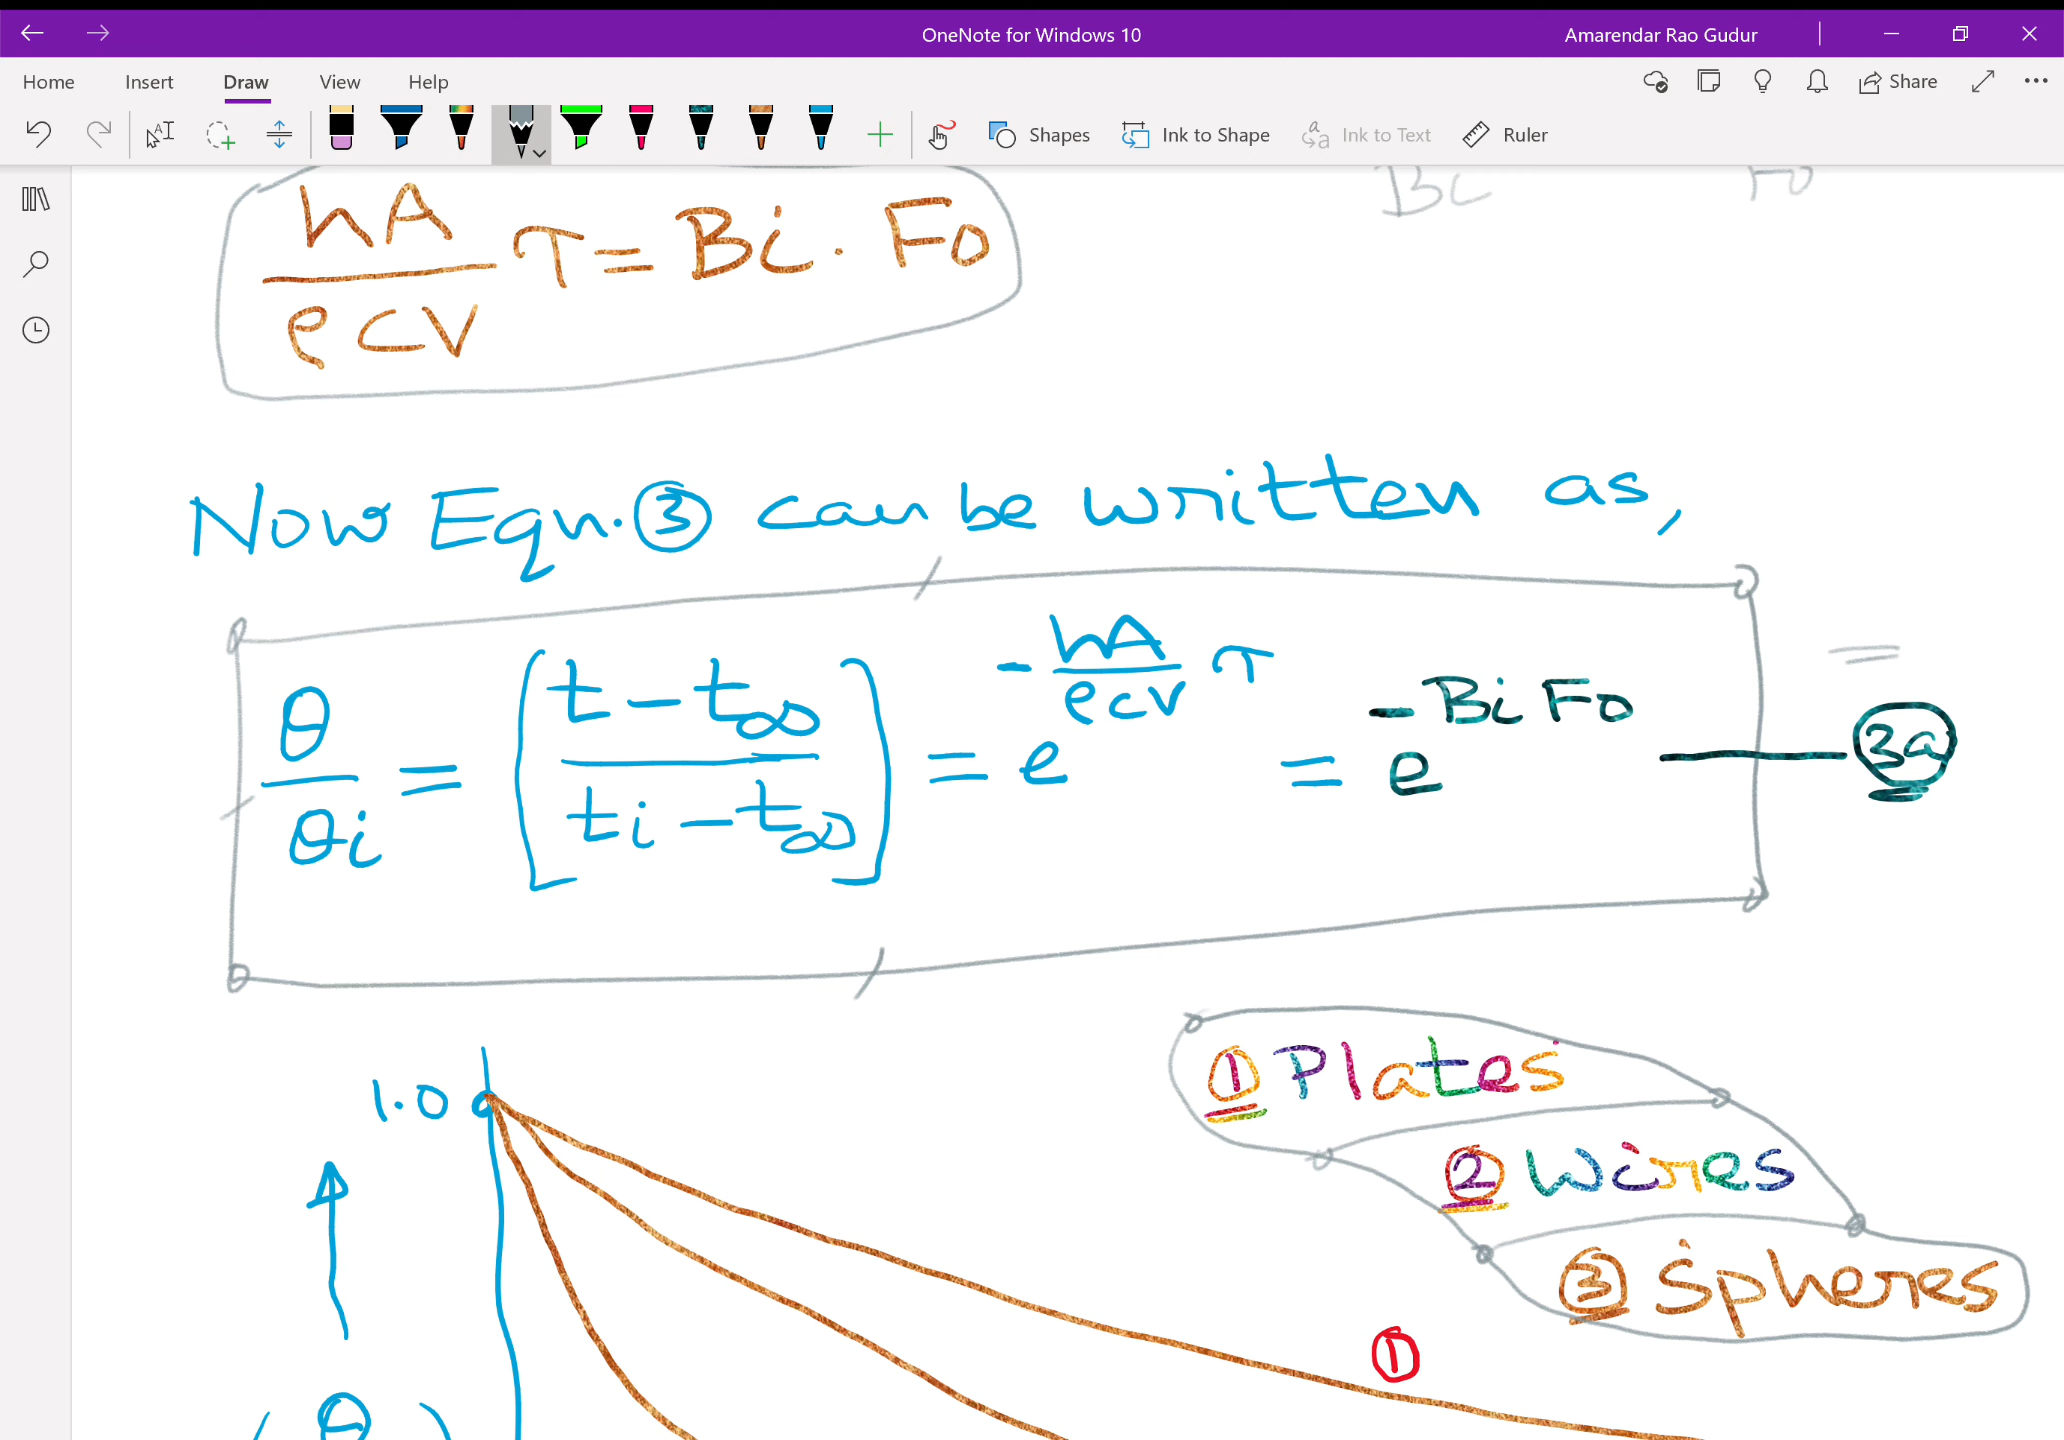 OneNote for Windows 10
Amarendar Rao Gudur
Home Insert Draw View Help
Share
Shapes Ink to Shape Ink to Text Ruler
Bi Fo
hA/ρcv τ = Bi . Fo
Now Eqn. ③ can be written as,
θ/θi = [t - t∞ / ti - t∞] = e^(-hA/ρcv τ) = e^(-Bi Fo) — 3a
① Plates
② Wires
③ Spheres
1.0
①
(θ)